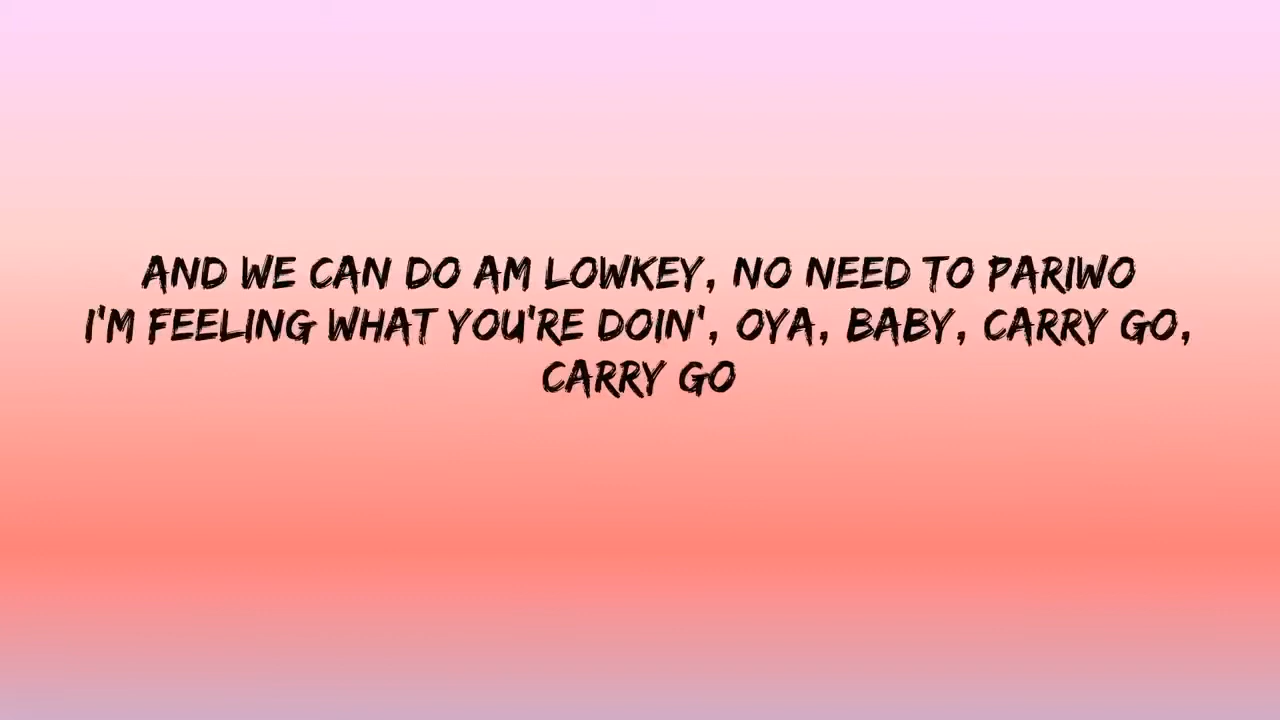 AND WE CAN DO AM LOWKEY, NO NEED TO PARIWO
I'M FEELING WHAT YOU'RE DOIN', OYA, BABY, CARRY GO,
CARRY GO